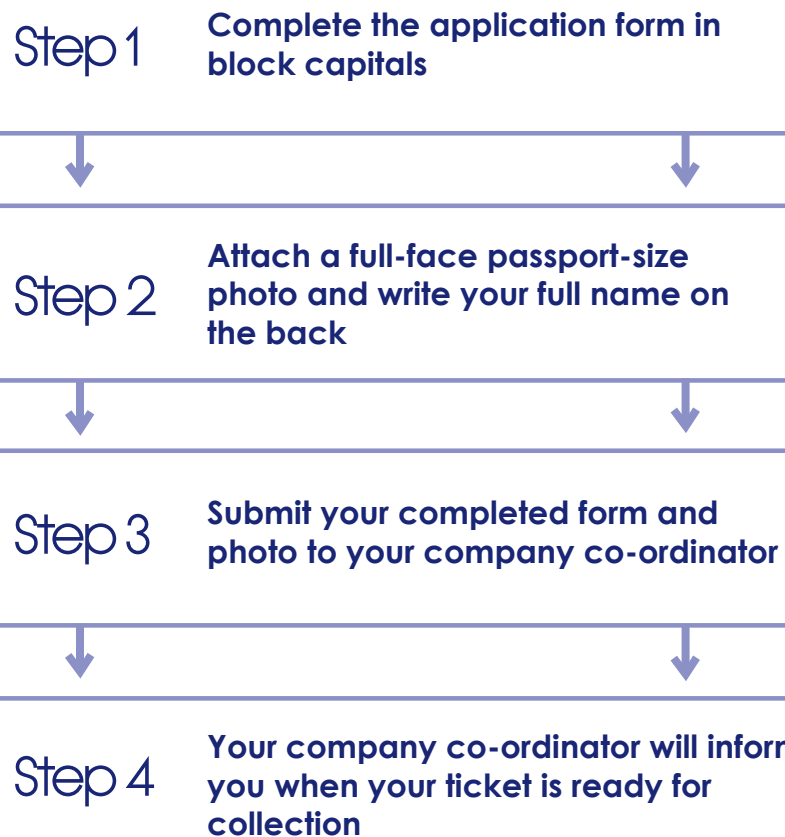 Step 1
Complete the application form in
block capitals
Step 2
Attach a full-face passport-size
photo and write your full name on
the back
Step 3
Submit your completed form and
photo to your company co-ordinator
Step 4
Your company co-ordinator will
you when your ticket is ready for
collection